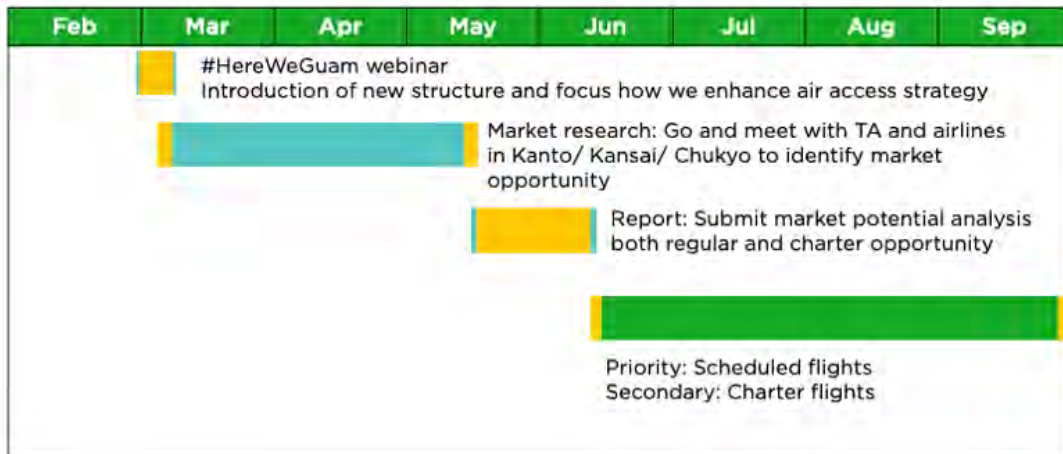 Feb Mar Apr May Jun Jul Aug Sep
#HereWeGuam webinar
Introduction of new structure and focus how we enhance air access strategy
Market research: Go and meet with TA and airlines
in Kanto/ Kansai/ Chukyo to identify market
opportunity
Report: Submit market potential analysis
both regular and charter opportunity
Priority: Scheduled flights
Secondary: Charter flights